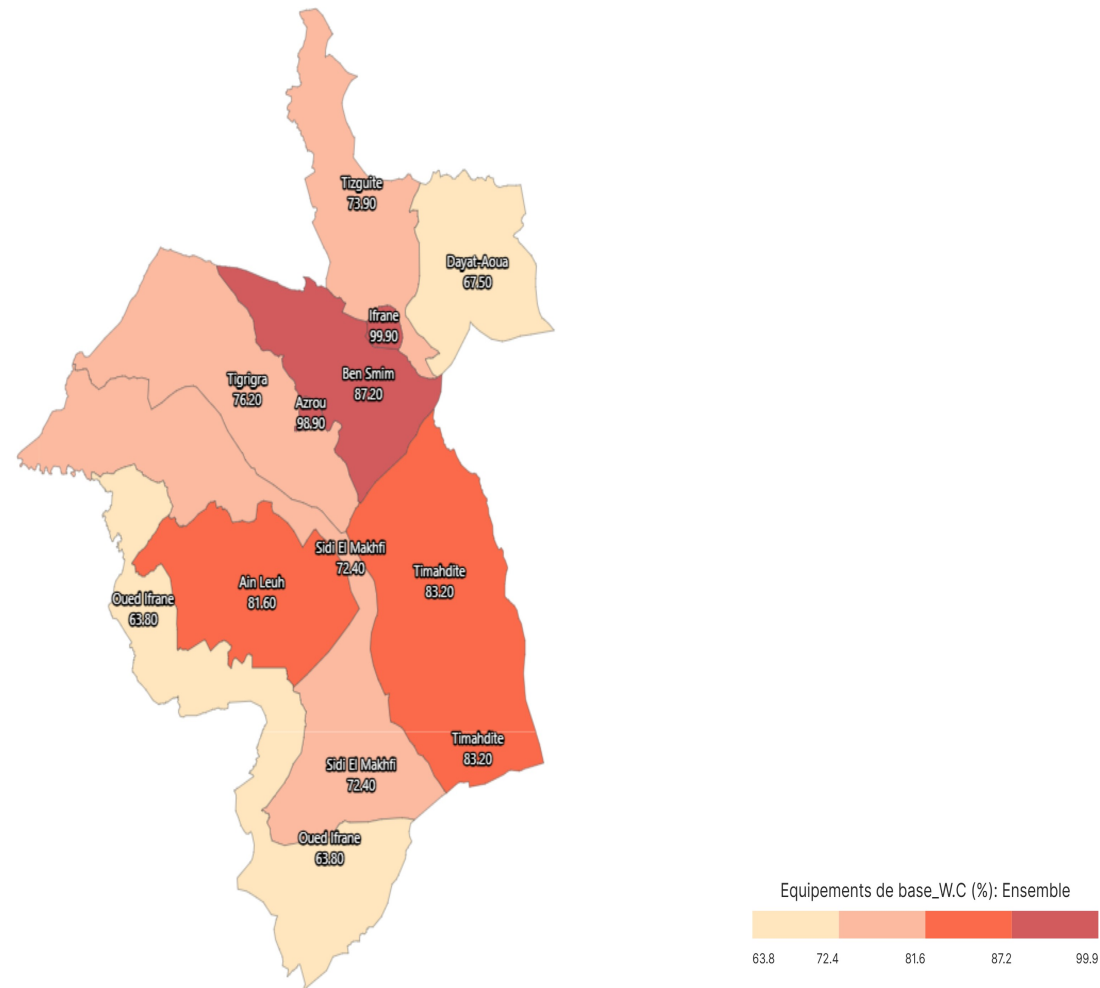 Tizguite
73.90
Dayat-Aoua
67.50
Ifrane
99.90
Ben Smim
87.20
Tigrigra
76.20
Azrou
98.90
Sidi El Makhfi
72.40
Timahdite
83.20
Ain Leuh
81.60
Oued Ifrane
63.80
Timahdite
83.20
Sidi El Makhfi
72.40
Oued Ifrane
63.80
Equipements de base_W.C (%): Ensemble
63.8 72.4 81.6 87.2 99.9